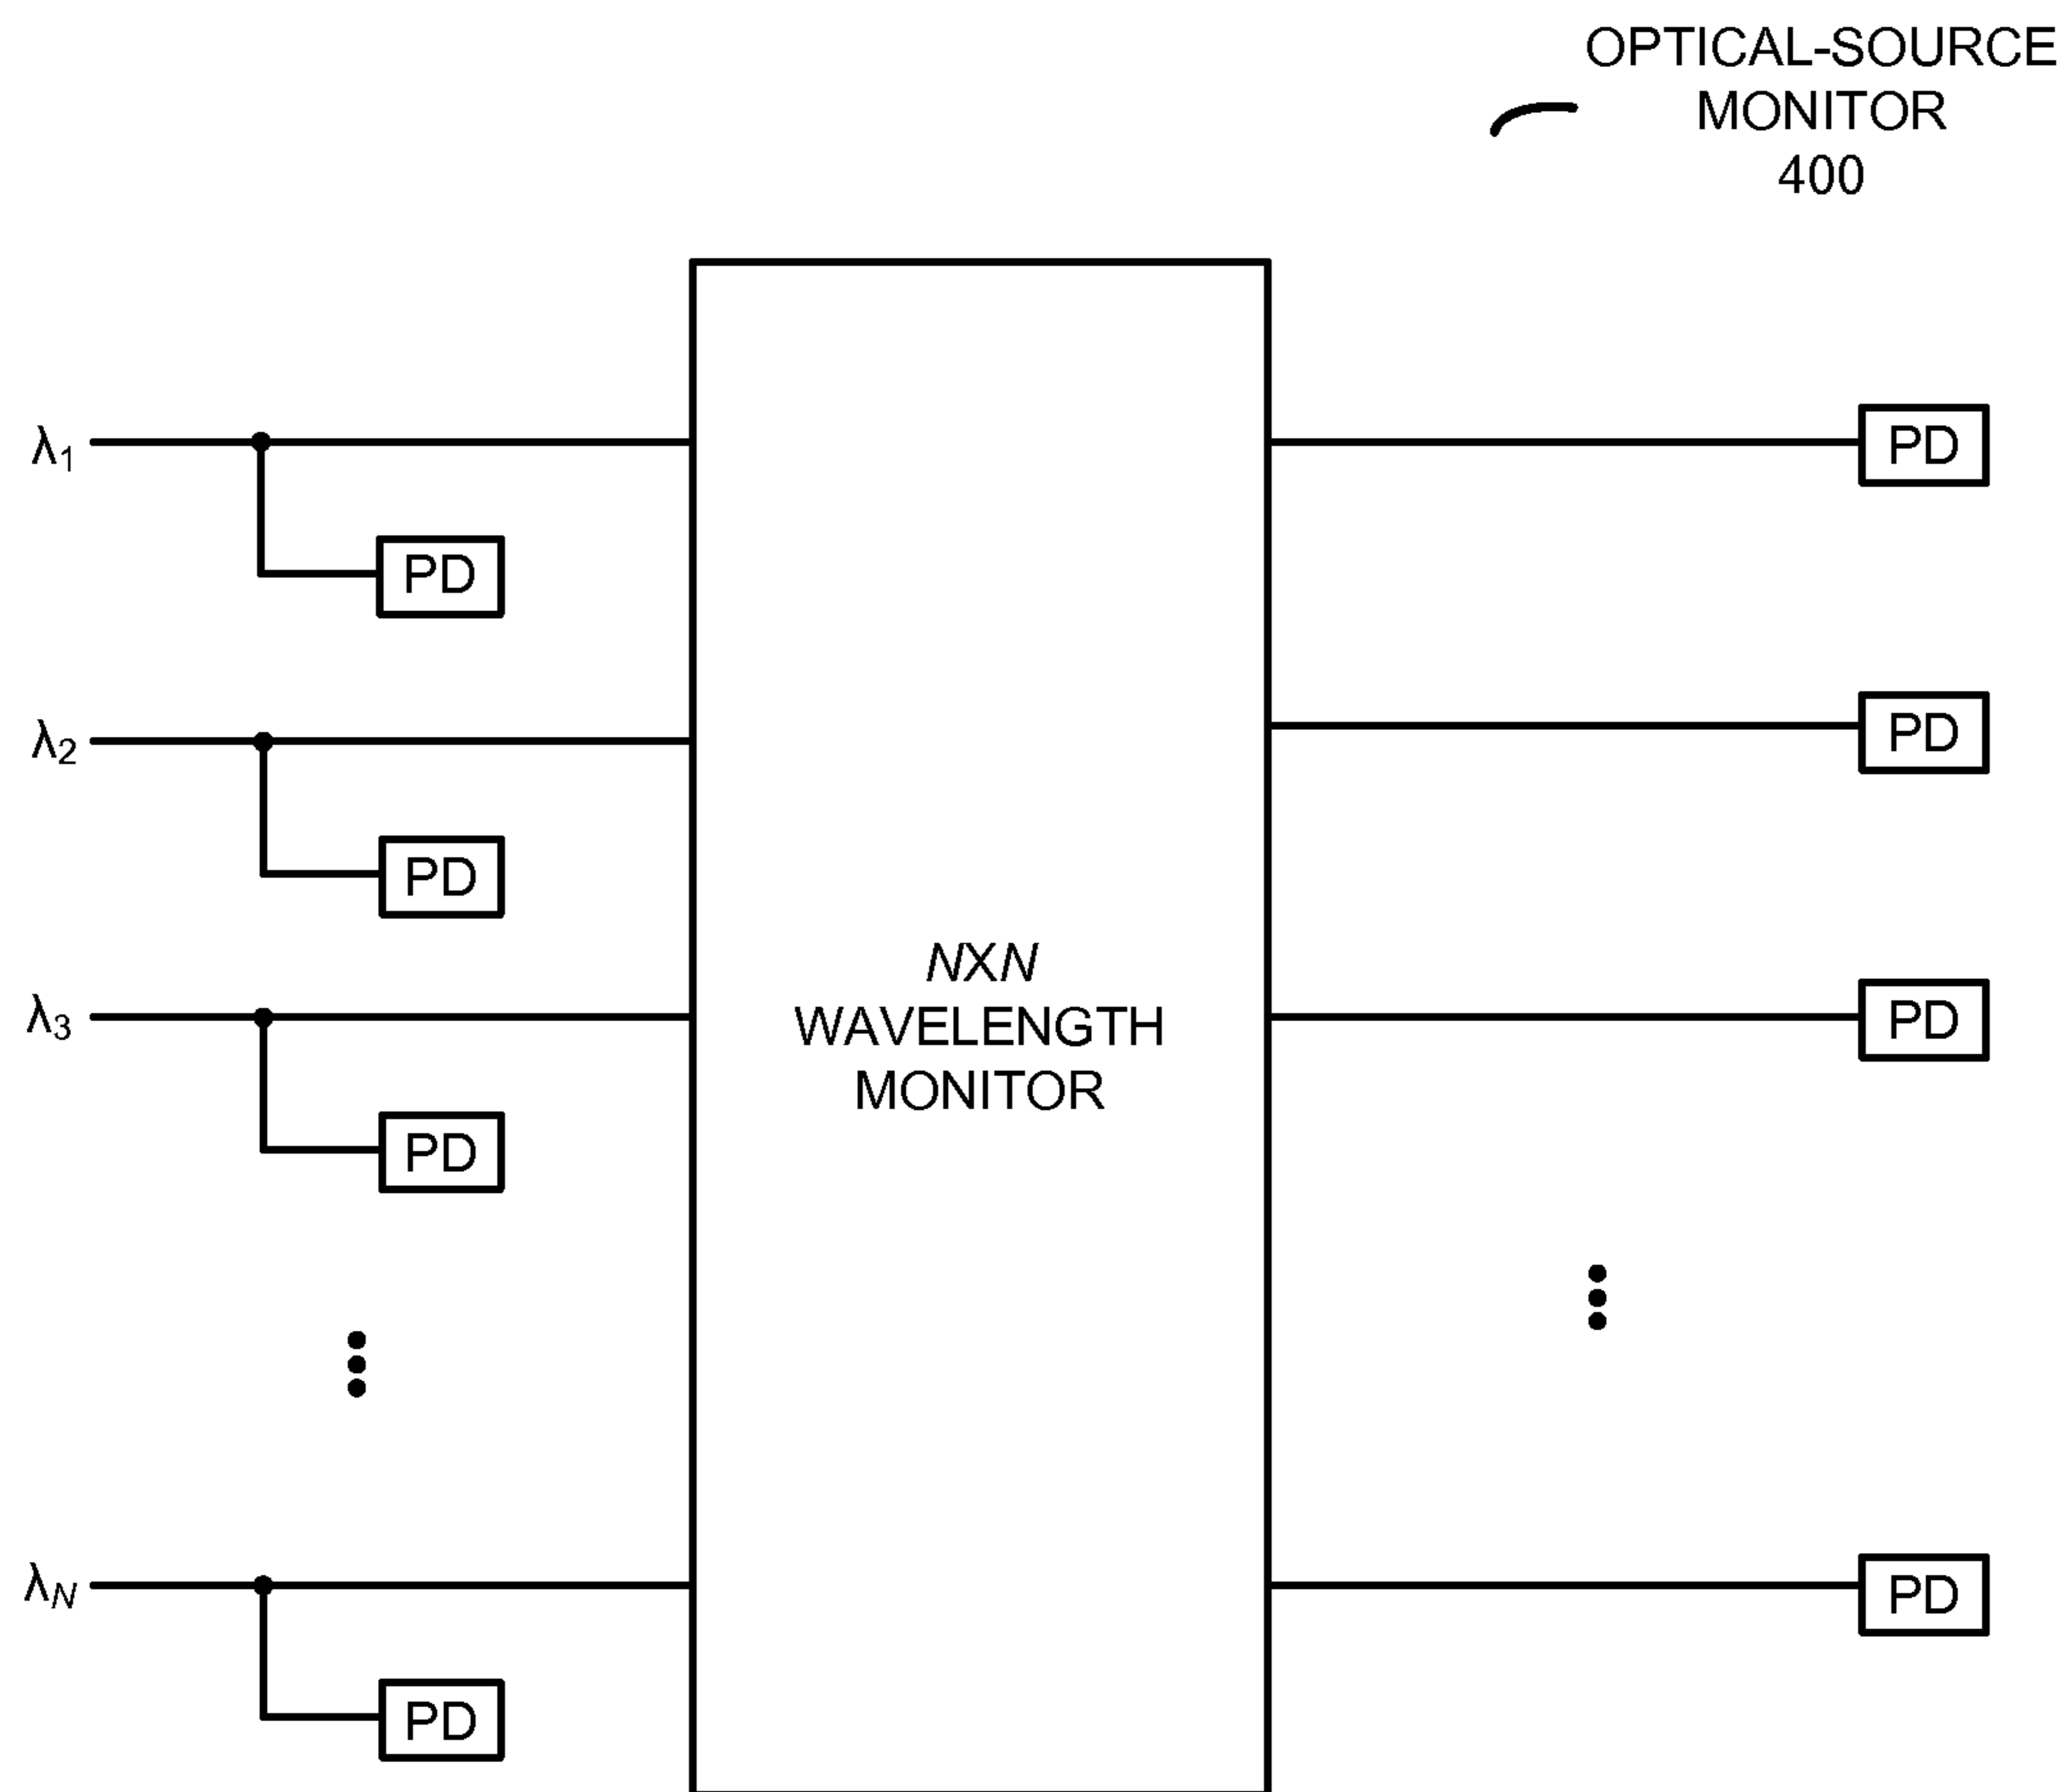 OPTICAL-SOURCE
MONITOR
400
λ1
PD
PD
λ2
PD
PD
NXN
WAVELENGTH
MONITOR
λ3
PD
PD
λN
PD
PD